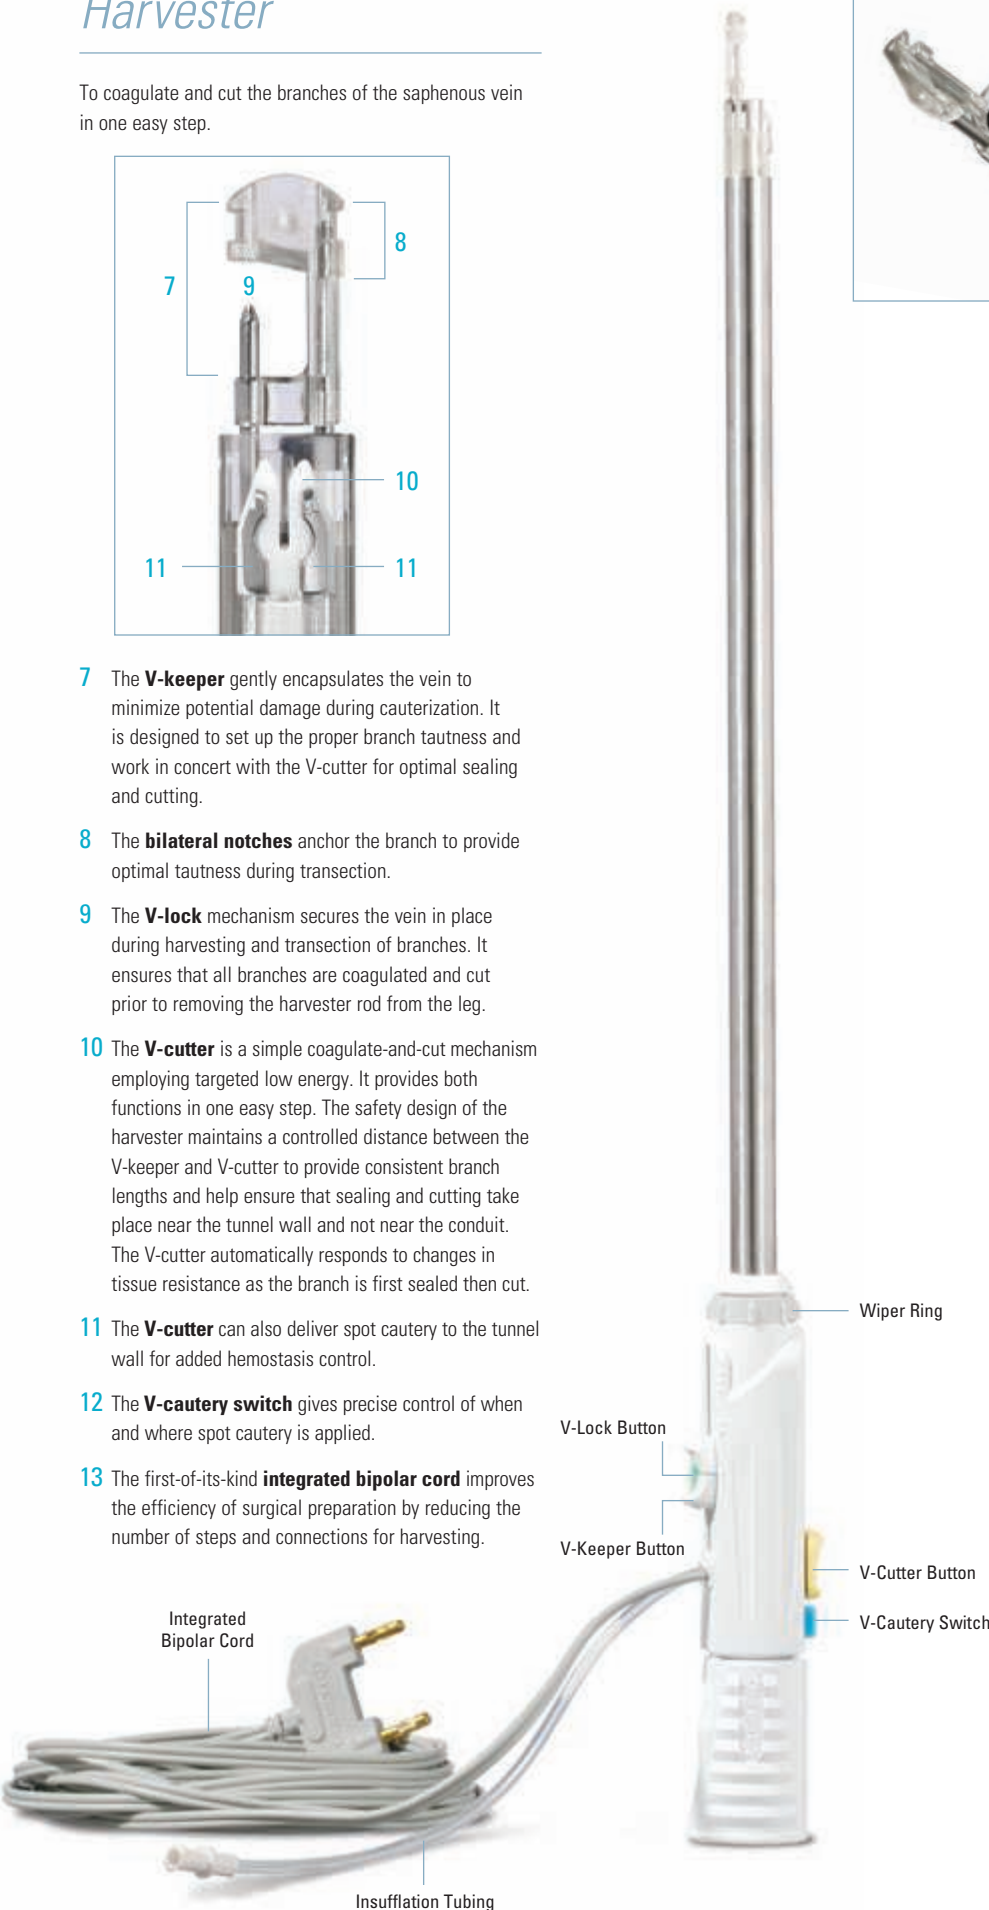 Harvester
To coagulate and cut the branches of the saphenous vein
in one easy step.
8
7
9
10
11
11
7 The V-keeper gently encapsulates the vein to
minimize potential damage during cauterization. It
is designed to set up the proper branch tautness and
work in concert with the V-cutter for optimal sealing
and cutting.
8 The bilateral notches anchor the branch to provide
optimal tautness during transection.
9 The V-lock mechanism secures the vein in place
during harvesting and transection of branches. It
ensures that all branches are coagulated and cut
prior to removing the harvester rod from the leg.
10 The V-cutter is a simple coagulate-and-cut mechanism
employing targeted low energy. It provides both
functions in one easy step. The safety design of the
harvester maintains a controlled distance between the
V-keeper and V-cutter to provide consistent branch
lengths and help ensure that sealing and cutting take
place near the tunnel wall and not near the conduit.
The V-cutter automatically responds to changes in
tissue resistance as the branch is first sealed then cut.
11 The V-cutter can also deliver spot cautery to the tunnel
wall for added hemostasis control.
12 The V-cautery switch gives precise control of when
and where spot cautery is applied.
13 The first-of-its-kind integrated bipolar cord improves
the efficiency of surgical preparation by reducing the
number of steps and connections for harvesting.
Wiper Ring
V-Lock Button
V-Keeper Button
V-Cutter Button
V-Cautery Switch
Integrated
Bipolar Cord
Insufflation Tubing